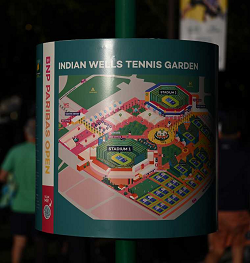 INDIAN WELLS TENNIS GARDEN
BNP PARIBAS OPEN
STADIUM 2
STADIUM 1